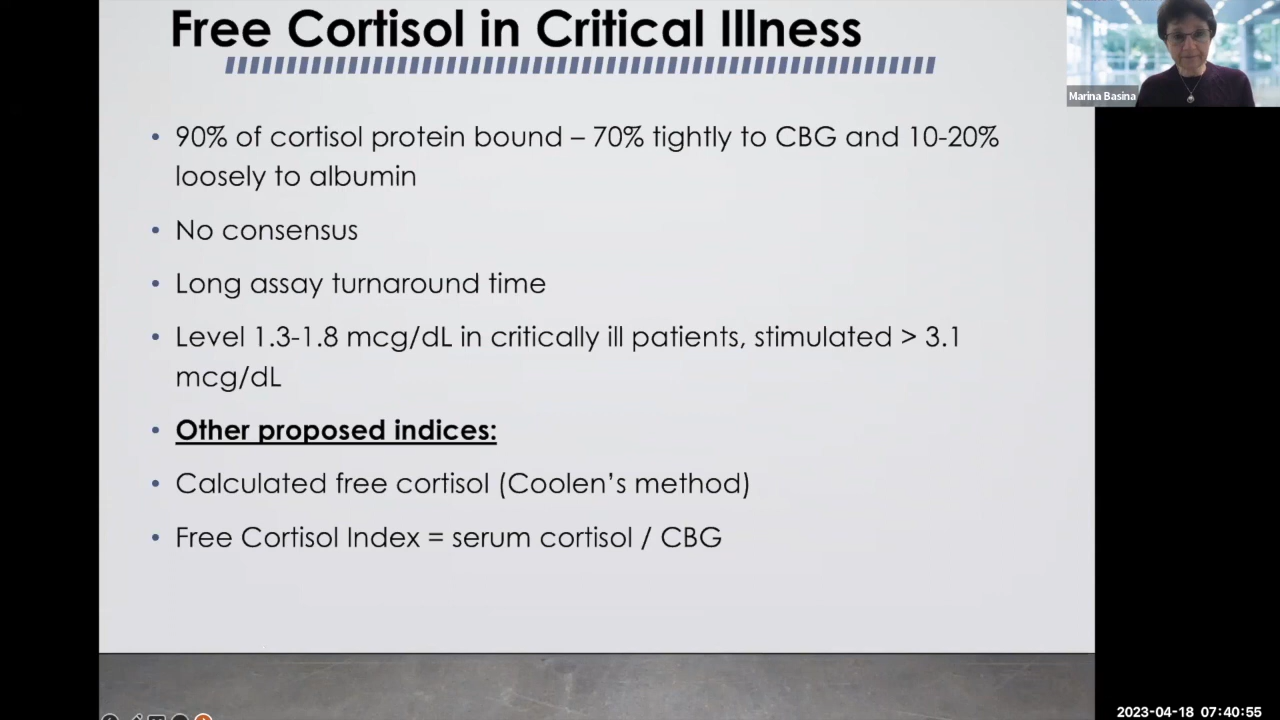 Free Cortisol in Critical Illness
Marina Basina
• 90% of cortisol protein bound – 70% tightly to CBG and 10-20%
loosely to albumin
• No consensus
• Long assay turnaround time
• Level 1.3-1.8 mcg/dL in critically ill patients, stimulated > 3.1
mcg/dL
• Other proposed indices:
• Calculated free cortisol (Coolen’s method)
• Free Cortisol Index = serum cortisol / CBG
2023-04-18 07:40:55